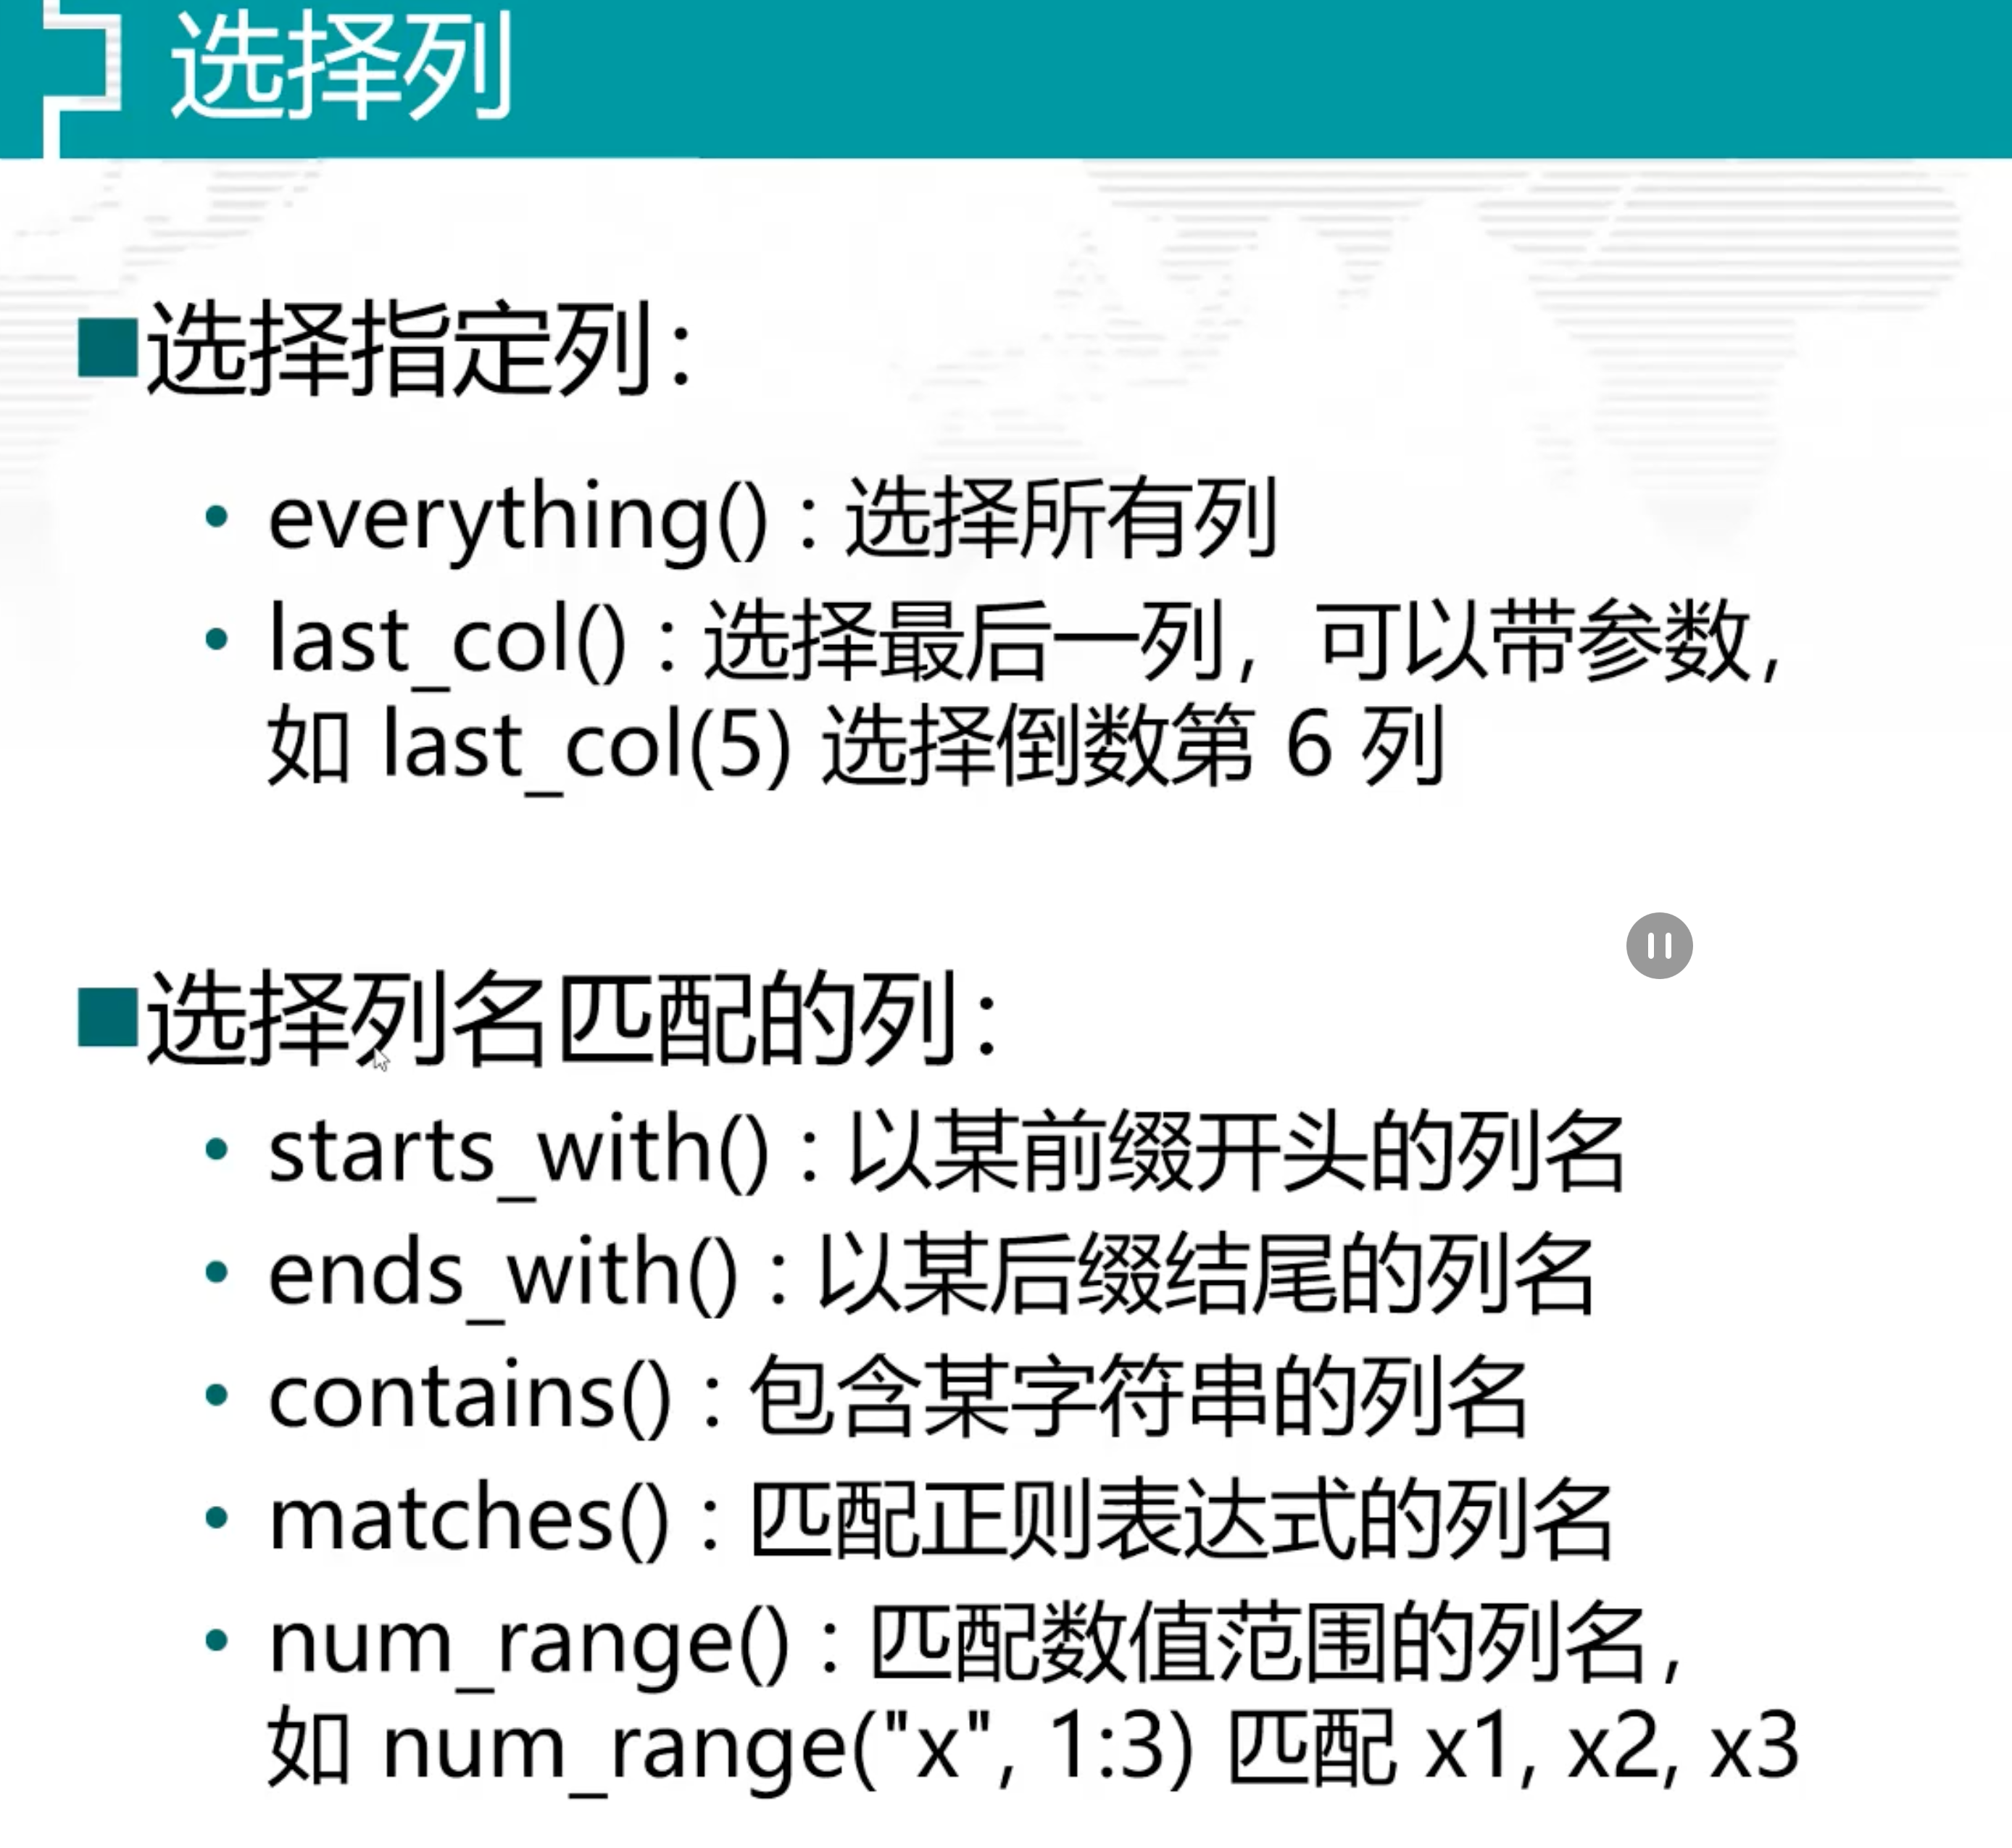 选择列
选择指定列：
everything() : 选择所有列
last_col() : 选择最后一列，可以带参数，
如 last_col(5) 选择倒数第 6 列
选择列名匹配的列：
starts_with() : 以某前缀开头的列名
ends_with() : 以某后缀结尾的列名
contains() : 包含某字符串的列名
matches() : 匹配正则表达式的列名
num_range() : 匹配数值范围的列名，
如 num_range("x", 1:3) 匹配 x1, x2, x3